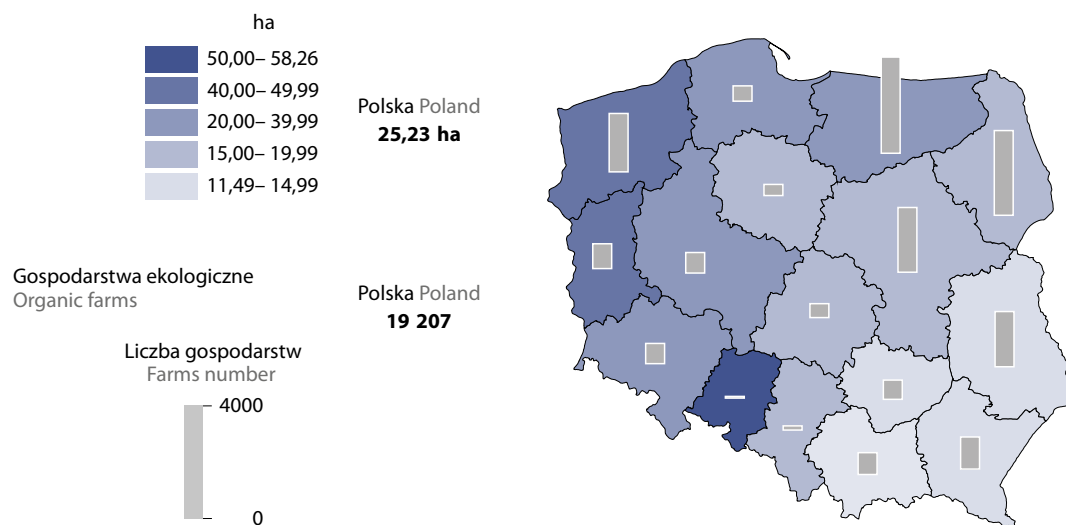 ha
50,00– 58,26
40,00– 49,99
20,00– 39,99
15,00– 19,99
11,49– 14,99
Polska Poland
25,23 ha
Gospodarstwa ekologiczne
Organic farms
Polska Poland
19 207
Liczba gospodarstw
Farms number
4000
0